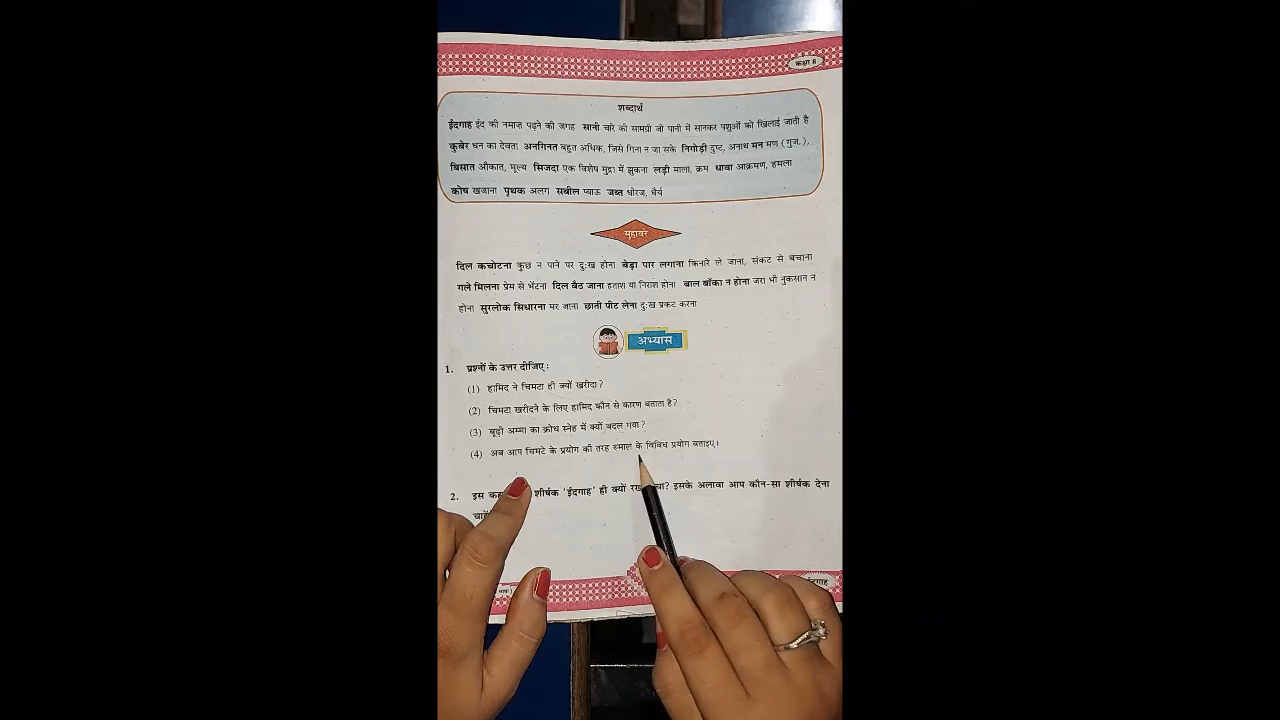 कक्षा 8
शब्दार्थ
ईदगाह ईद की नमाज़ पढ़ने की जगह सानी चारे की सामग्री जो पानी में सानकर पशुओं को खिलाई जाती है
कुबेर धन का देवता अनगिनत बहुत अधिक, जिसे गिना न जा सके निगोड़ी दुष्ट, अनाथ मन मण (गुज.),
बिसात औकात, मूल्य सिजदा एक विशेष मुद्रा में झुकना लड़ी माला, क्रम धावा आक्रमण, हमला
कोष खजाना पृथक अलग सबील प्याऊ जब्त धीरज, धैर्य
मुहावरे
दिल कचोटना कुछ न पाने पर दुःख होना बेड़ा पार लगाना किनारे ले जाना, संकट से बचाना
गले मिलना प्रेम से भेंटना दिल बैठ जाना हताश या निराश होना बाल बाँका न होना जरा भी नुकसान न
होना सुरलोक सिधारना मर जाना छाती पीट लेना दुःख प्रकट करना
अभ्यास
1. प्रश्नों के उत्तर दीजिए :
(1) हामिद ने चिमटा ही क्यों खरीदा?
(2) चिमटा खरीदने के लिए हामिद कौन से कारण बताता है?
(3) बूढ़ी अम्मा का क्रोध स्नेह में क्यों बदल गया?
(4) अब आप चिमटे के प्रयोग की तरह रुमाल के विविध प्रयोग बताइए।
2. इस शीर्षक 'ईदगाह' ही क्यों इसके अलावा आप कौन-सा शीर्षक देना